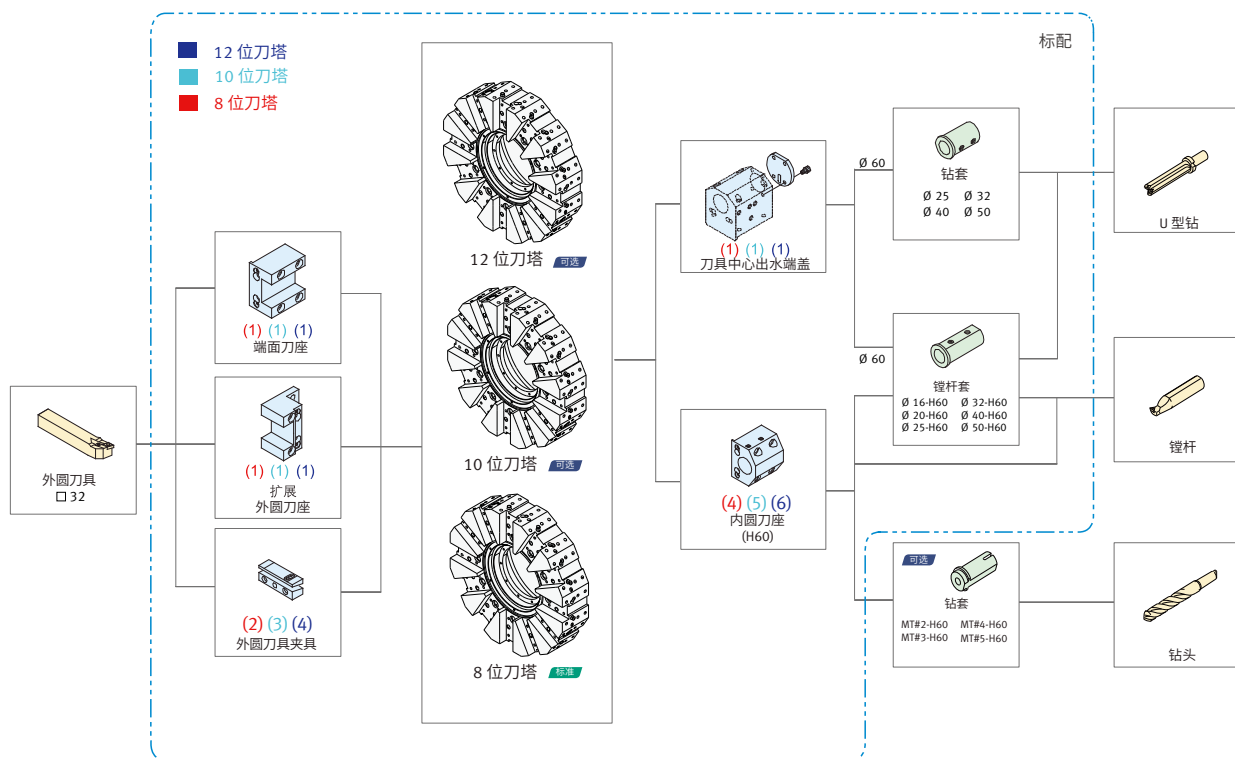 标配
12 位刀塔
10 位刀塔
8 位刀塔
外圆刀具
□ 32
(1) (1) (1)
端面刀座
(1) (1) (1)
扩展
外圆刀座
(2) (3) (4)
外圆刀具夹具
12 位刀塔 可选
10 位刀塔 可选
8 位刀塔 标准
(1) (1) (1)
刀具中心出水端盖
(4) (5) (6)
内圆刀座
(H60)
Ø 60
钻套
Ø 25 Ø 32
Ø 40 Ø 50
Ø 60
镗杆套
Ø 16-H60 Ø 32-H60
Ø 20-H60 Ø 40-H60
Ø 25-H60 Ø 50-H60
可选
钻套
MT#2-H60 MT#4-H60
MT#3-H60 MT#5-H60
U 型钻
镗杆
钻头